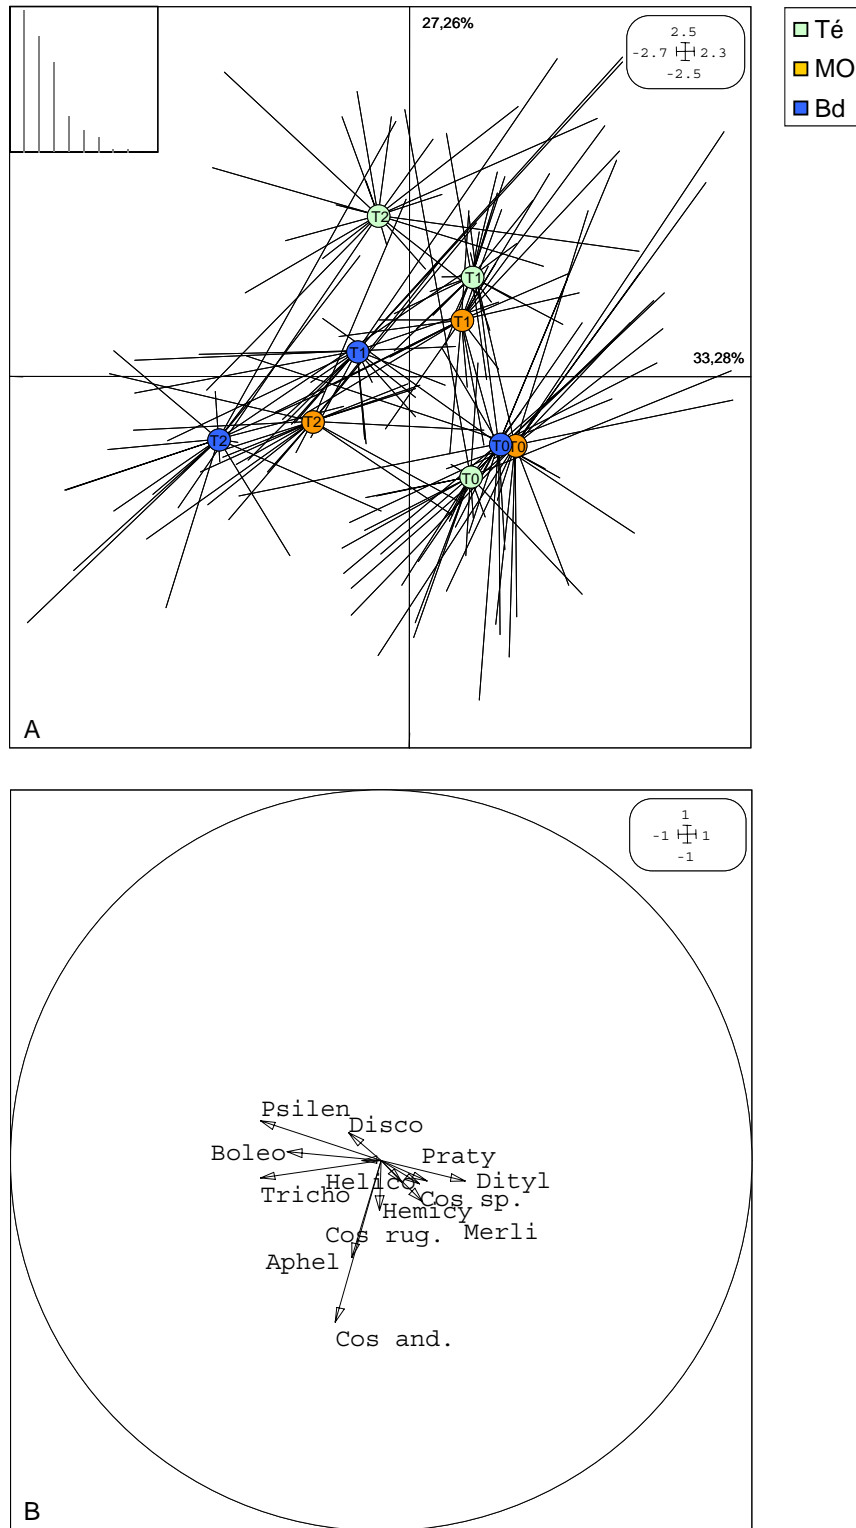 27,26%
2.5
-2.7 2.3
-2.5
Té
MO
Bd
T2
T1
T1
T1
33,28%
T2
T2
T0 T0
T0
A
1
-1 1
-1
Psilen
Disco
Boleo
Praty
Tricho
Helico
Dityl
Cos sp.
Hemicy
Cos rug.
Merli
Aphel
Cos and.
B